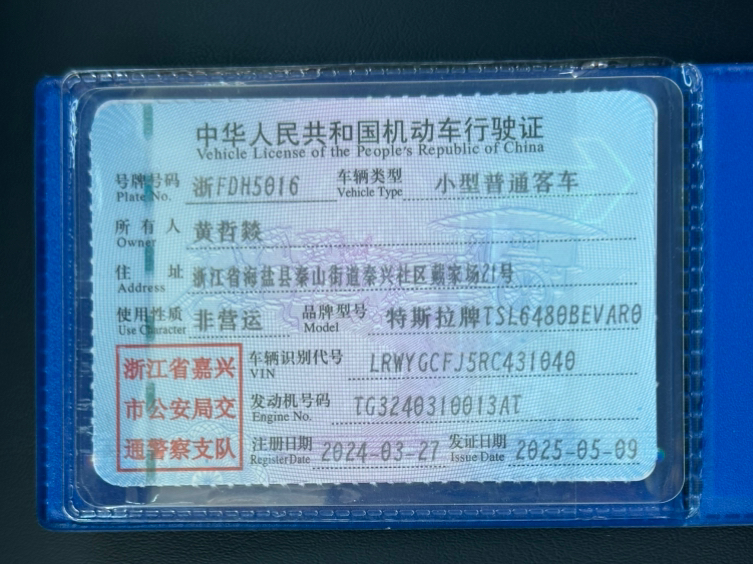 中华人民共和国机动车行驶证
Vehicle License of the People's Republic of China
号牌号码 浙FDH5016 车辆类型 小型普通客车
Plate No. Vehicle Type
所有人 黄哲燚
Owner
住址 浙江省海盐县秦山街道秦兴社区戴家场21号
Address
使用性质 非营运 品牌型号 特斯拉牌TSL6480BEVAR0
Use Character Model
浙江省嘉兴
市公安局交
通警察支队
车辆识别代号 LRWYGCFJ5RC431040
VIN
发动机号码 TG3240310013AT
Engine No.
注册日期 2024-03-27 发证日期 2025-05-09
Register Date Issue Date